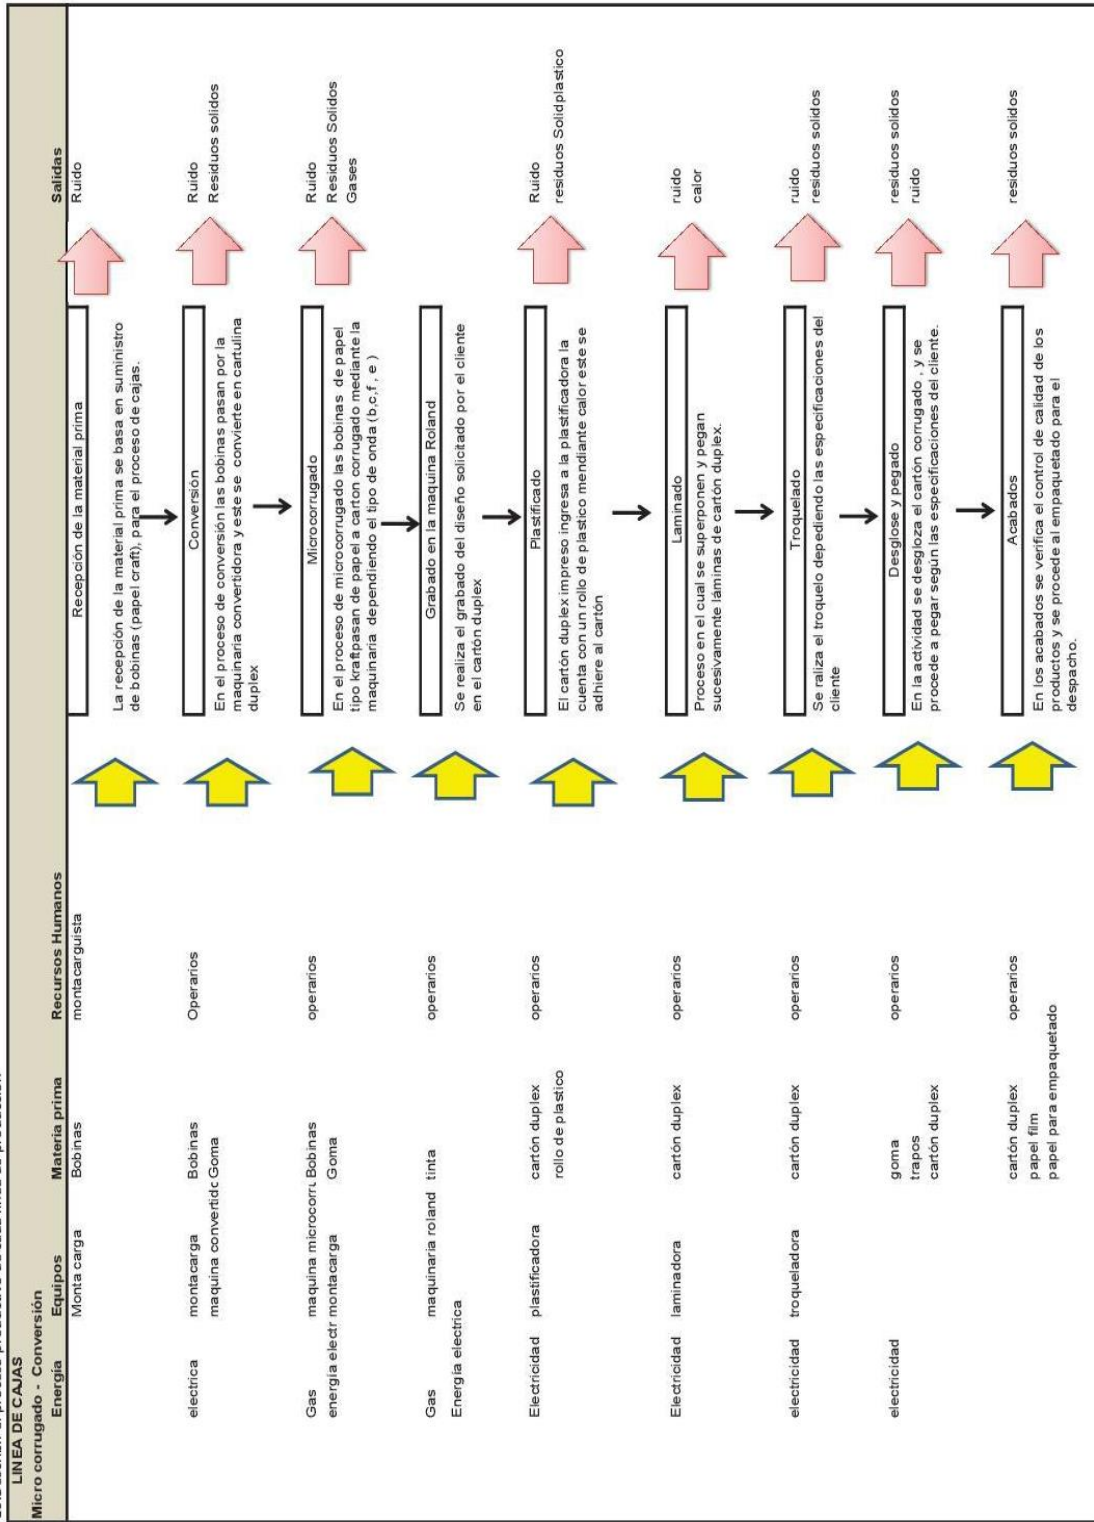 LINEA DE CAJAS
Micro corrugado - Conversión
Energía Equipos Materia prima Recursos Humanos Salidas
Monta carga Bobinas montacarguista
Recepción de la material prima
La recepción de la material prima se basa en suministro
de bobinas (papel craft), para el proceso de cajas.
Ruido
electrica montacarga Bobinas Operarios
maquina convertidc Goma
Conversión
En el proceso de conversión las bobinas pasan por la
maquinaria convertidora y este se convierte en cartulina
duplex
Ruido
Residuos solidos
Gas maquina microcorru Bobinas operarios
energía electr montacarga Goma
Microcorrugado
En el proceso de microcorrugado las bobinas de papel
tipo kraftpasan de papel a carton corrugado mediante la
maquinaria dependiendo el tipo de onda (b,c,f , e )
Ruido
Residuos Solidos
Gases
Gas maquinaria roland tinta operarios
Energía electrica
Grabado en la maquina Roland
Se realiza el grabado del diseño solicitado por el cliente
en el cartón duplex
Electricidad plastificadora cartón duplex operarios
rollo de plastico
Plastificado
El cartón duplex impreso ingresa a la plastificadora la
cuenta con un rollo de plastico mendiante calor este se
adhiere al cartón
Ruido
residuos Solidplastico
Electricidad laminadora cartón duplex operarios
Laminado
Proceso en el cual se superponen y pegan
sucesivamente láminas de cartón duplex.
ruido
calor
electricidad troqueladora cartón duplex operarios
Troquelado
Se raliza el troquelo depediendo las especificaciones del
cliente
ruido
residuos solidos
electricidad goma operarios
trapos
cartón duplex
Desglose y pegado
En la actividad se desgloza el cartón corrugado , y se
procede a pegar según las especificaciones del cliente.
residuos solidos
ruido
cartón duplex operarios
papel film
papel para empaquetado
Acabados
En los acabados se verifica el control de calidad de los
productos y se procede al empaquetado para el
despacho.
residuos solidos